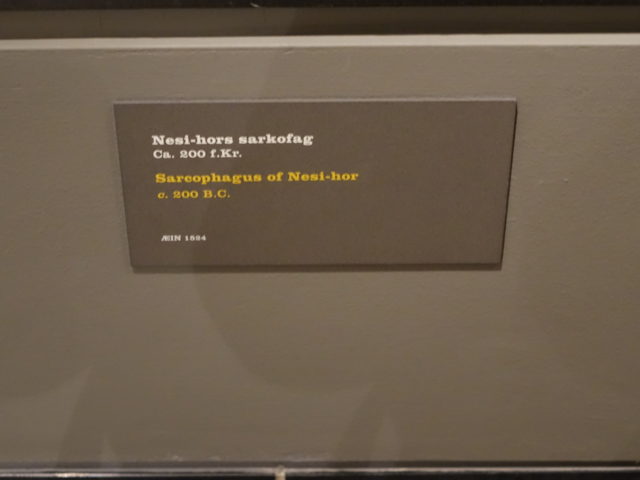 Nesi-hors sarkofag
Ca. 200 f.Kr.
Sarcophagus of Nesi-hor
c. 200 B.C.
ÆIN 1524